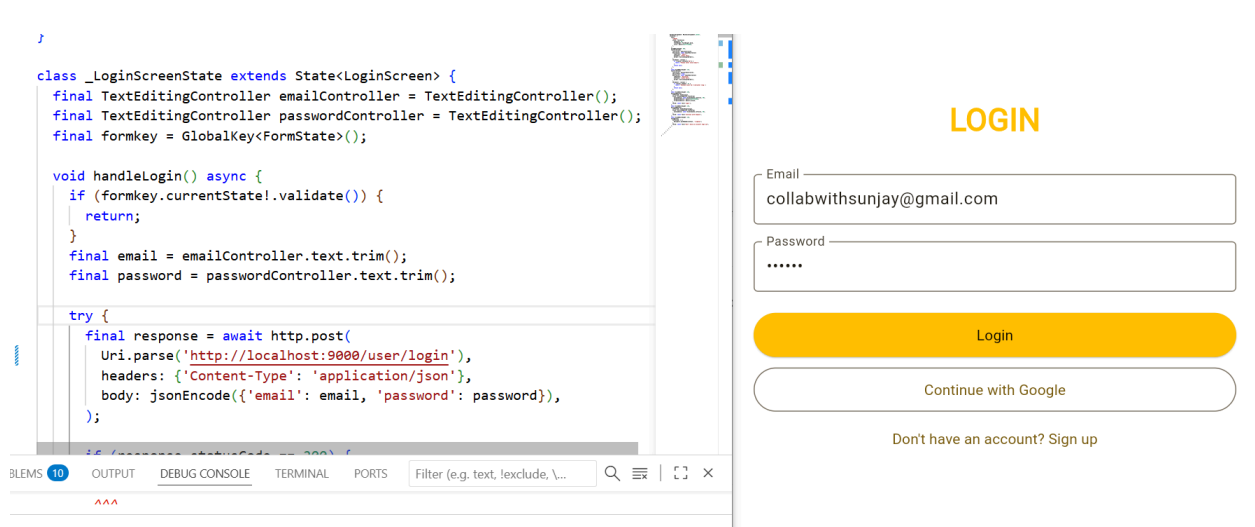 }
class _LoginScreenState extends State<LoginScreen> {
final TextEditingController emailController = TextEditingController();
final TextEditingController passwordController = TextEditingController();
final formkey = GlobalKey<FormState>();
void handleLogin() async {
if (formkey.currentState!.validate()) {
return;
}
final email = emailController.text.trim();
final password = passwordController.text.trim();
try {
final response = await http.post(
Uri.parse('http://localhost:9000/user/login'),
headers: {'Content-Type': 'application/json'},
body: jsonEncode({'email': email, 'password': password}),
);
if (response.statusCode == 200) {
BLEMS 10 OUTPUT DEBUG CONSOLE TERMINAL PORTS Filter (e.g. text, !exclude, \...
^^^
LOGIN
Email
collabwithsunjay@gmail.com
Password
••••••
Login
Continue with Google
Don't have an account? Sign up